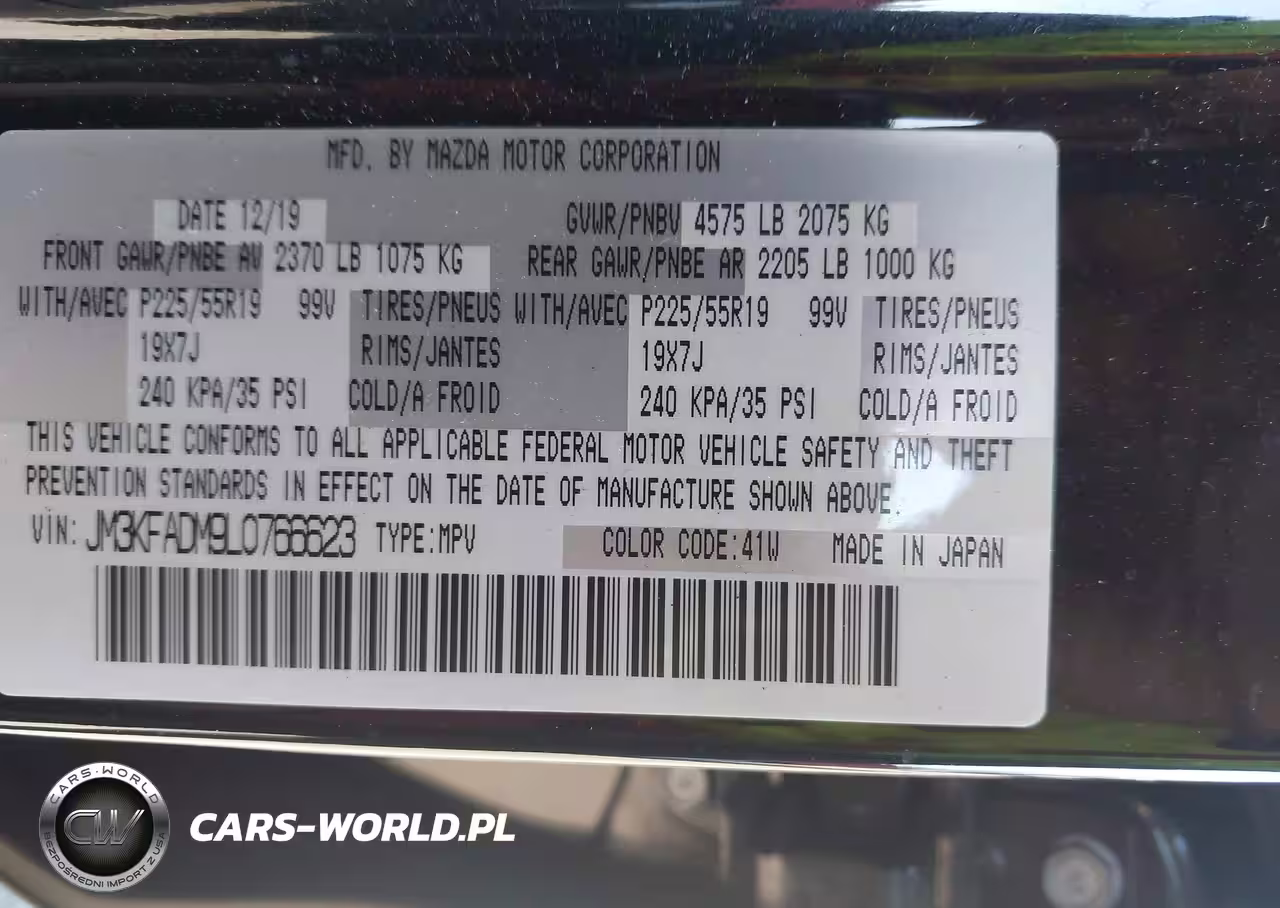 MFD. BY MAZDA MOTOR CORPORATION
DATE 12/19 GVWR/PNBV 4575 LB 2075 KG
FRONT GAWR/PNBE AV 2370 LB 1075 KG REAR GAWR/PNBE AR 2205 LB 1000 KG
WITH/AVEC P225/55R19 99V TIRES/PNEUS WITH/AVEC P225/55R19 99V TIRES/PNEUS
19X7J RIMS/JANTES 19X7J RIMS/JANTES
240 KPA/35 PSI COLD/A FROID 240 KPA/35 PSI COLD/A FROID
THIS VEHICLE CONFORMS TO ALL APPLICABLE FEDERAL MOTOR VEHICLE SAFETY AND THEFT
PREVENTION STANDARDS IN EFFECT ON THE DATE OF MANUFACTURE SHOWN ABOVE.
VIN: JM3KFADM9L0766623 TYPE:MPV COLOR CODE:41W MADE IN JAPAN
CARS-WORLD
CW
BEZPOŚREDNI IMPORT Z USA
CARS-WORLD.PL